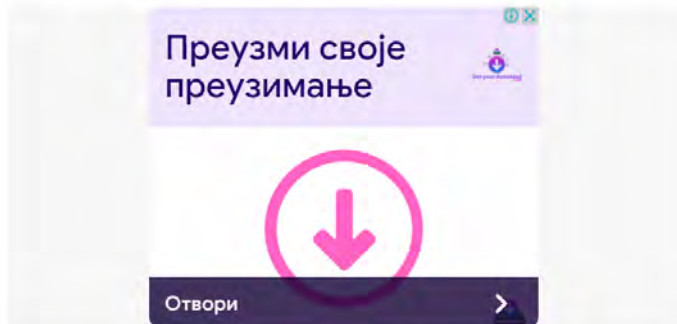 Преузми своје
преузимање
Отвори